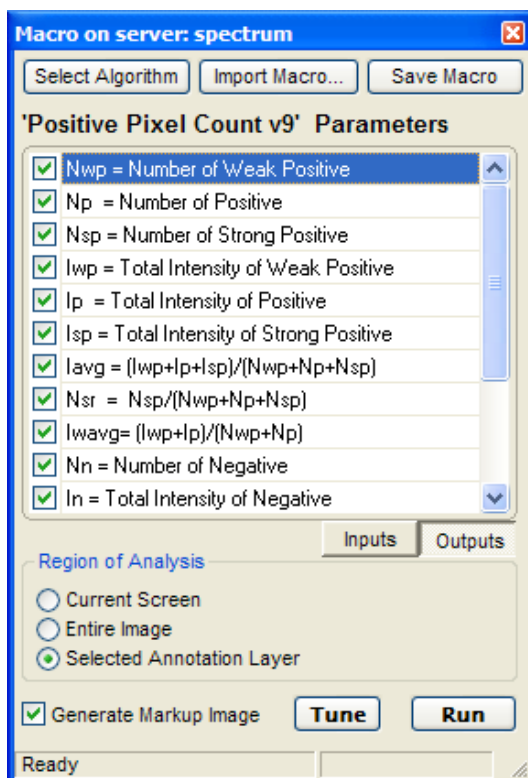 Macro on server: spectrum
Select Algorithm Import Macro... Save Macro
'Positive Pixel Count v9' Parameters
Nwp = Number of Weak Positive
Np = Number of Positive
Nsp = Number of Strong Positive
Iwp = Total Intensity of Weak Positive
Ip = Total Intensity of Positive
Isp = Total Intensity of Strong Positive
Iavg = (Iwp+Ip+Isp)/(Nwp+Np+Nsp)
Nsr = Nsp/(Nwp+Np+Nsp)
Iwavg= (Iwp+Ip)/(Nwp+Np)
Nn = Number of Negative
In = Total Intensity of Negative
Inputs Outputs
Region of Analysis
Current Screen
Entire Image
Selected Annotation Layer
Generate Markup Image Tune Run
Ready